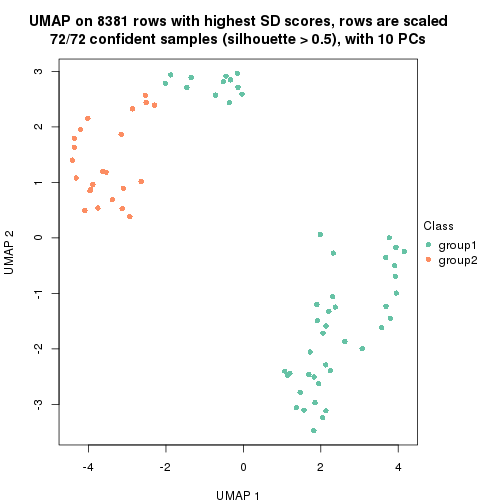 UMAP on 8381 rows with highest SD scores, rows are scaled
72/72 confident samples (silhouette > 0.5), with 10 PCs
3
2
1
0
-1
-2
-3
UMAP 2
-4
-2
0
2
4
UMAP 1
Class
group1
group2